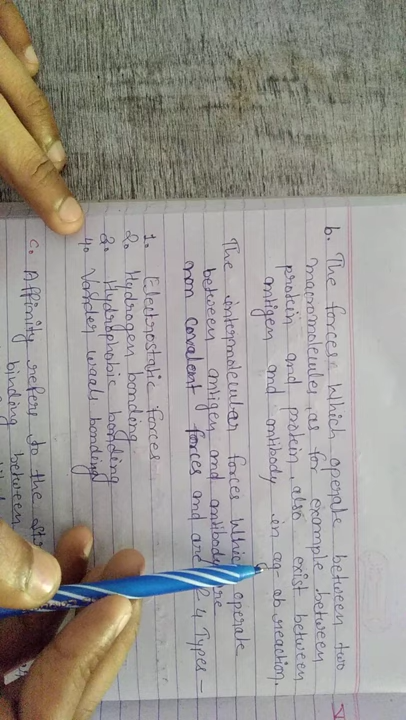 b. The forces which operate between two
macromolecules, as for example between
protein and protein, also exist between
antigen and antibody in ag-ab reaction.
The intermolecular forces which operate
between antigen and antibody are
non covalent forces and are 4 Types -
1. Electrostatic forces
2. Hydrogen bonding
3. Hydrophobic bonding
4. Vander waals bonding
c. Affinity refers to the
binding between